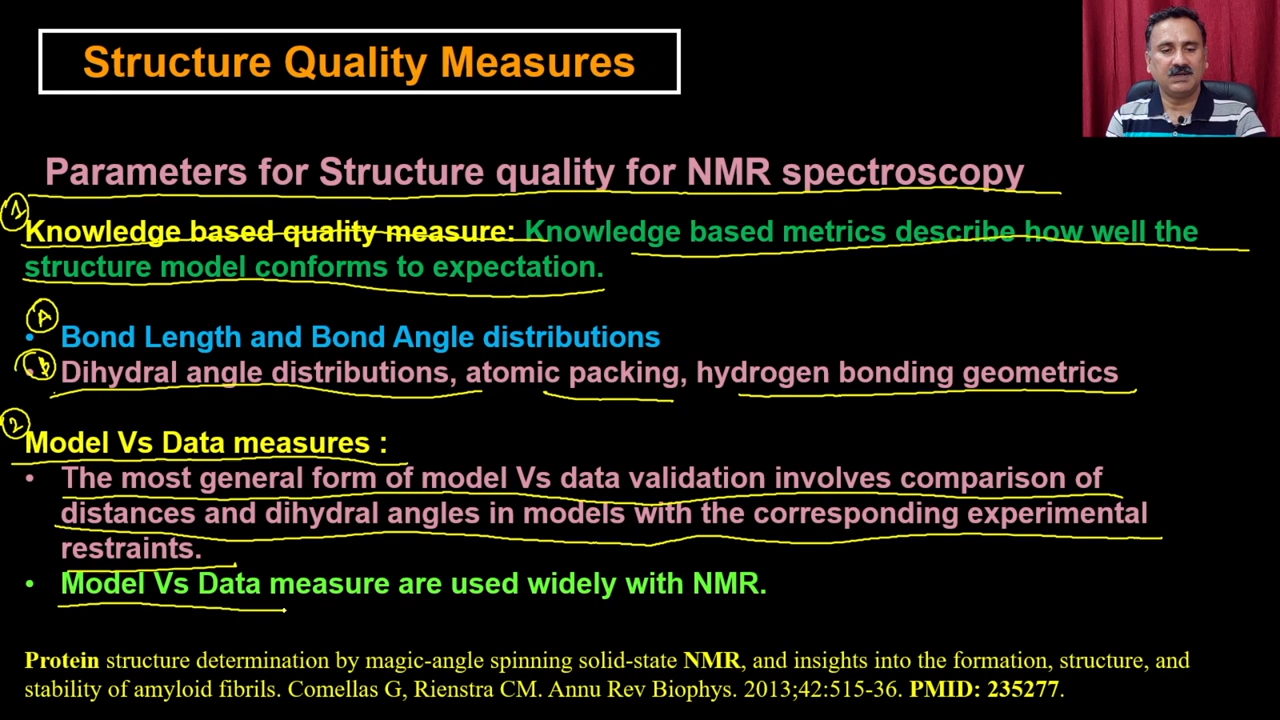 Structure Quality Measures
Parameters for Structure quality for NMR spectroscopy
1
Knowledge based quality measure: Knowledge based metrics describe how well the
structure model conforms to expectation.
A
• Bond Length and Bond Angle distributions
b
• Dihydral angle distributions, atomic packing, hydrogen bonding geometrics
2
Model Vs Data measures :
• The most general form of model Vs data validation involves comparison of
distances and dihydral angles in models with the corresponding experimental
restraints.
• Model Vs Data measure are used widely with NMR.
Protein structure determination by magic-angle spinning solid-state NMR, and insights into the formation, structure, and
stability of amyloid fibrils. Comellas G, Rienstra CM. Annu Rev Biophys. 2013;42:515-36. PMID: 235277.